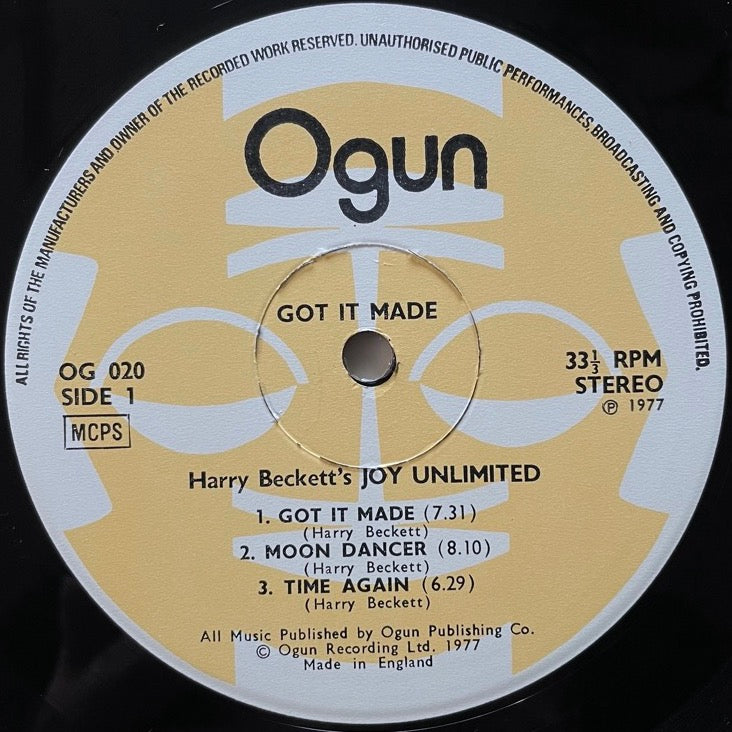 ALL RIGHTS OF THE MANUFACTURERS AND OWNER OF THE RECORDED WORK RESERVED. UNAUTHORISED PUBLIC PERFORMANCES, BROADCASTING AND COPYING PROHIBITED.
Ogun
GOT IT MADE
OG 020
SIDE 1
MCPS
33⅓ RPM
STEREO
℗ 1977
Harry Beckett's JOY UNLIMITED
1. GOT IT MADE (7.31)
(Harry Beckett)
2. MOON DANCER (8.10)
(Harry Beckett)
3. TIME AGAIN (6.29)
(Harry Beckett)
All Music Published by Ogun Publishing Co.
© Ogun Recording Ltd. 1977
Made in England